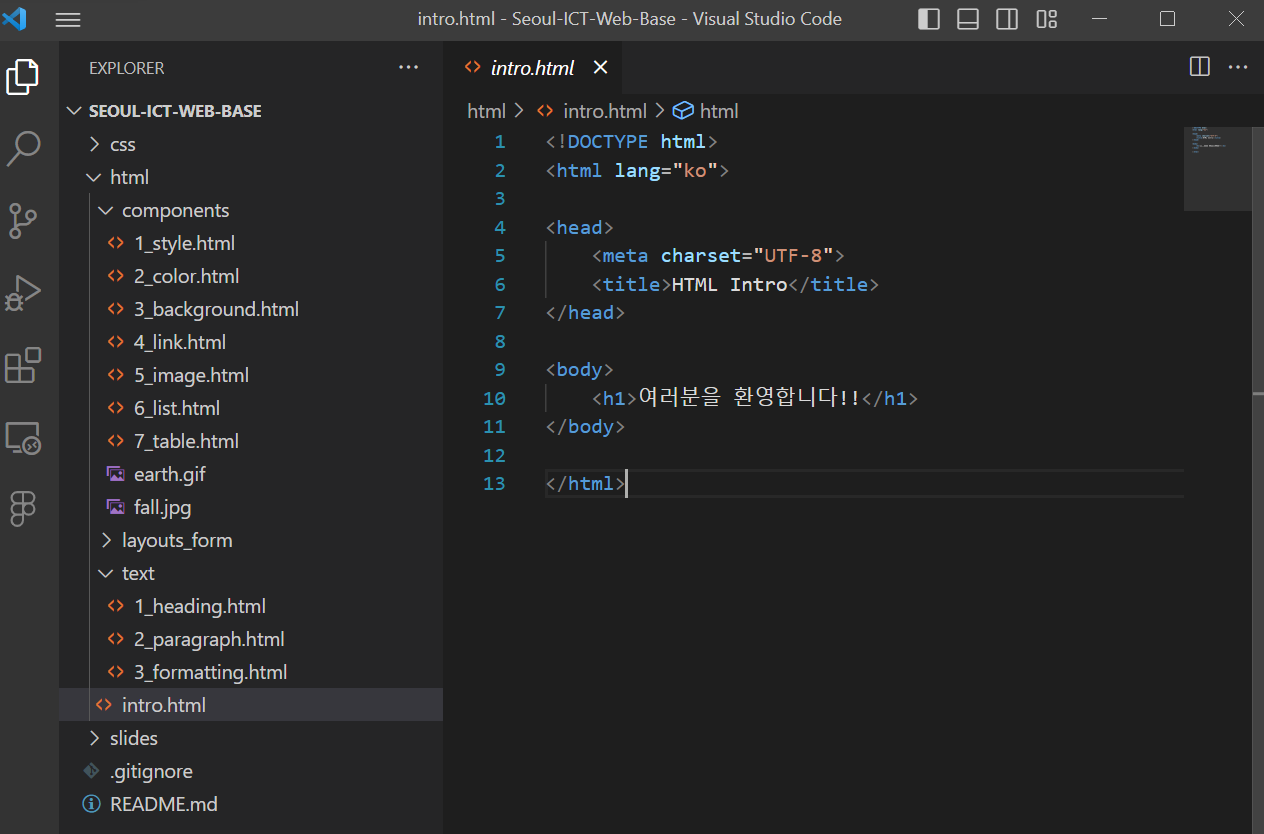 intro.html - Seoul-ICT-Web-Base - Visual Studio Code
EXPLORER
SEOUL-ICT-WEB-BASE
css
html
components
1_style.html
2_color.html
3_background.html
4_link.html
5_image.html
6_list.html
7_table.html
earth.gif
fall.jpg
layouts_form
text
1_heading.html
2_paragraph.html
3_formatting.html
intro.html
slides
.gitignore
README.md
intro.html
html > intro.html > html
1 <!DOCTYPE html>
2 <html lang="ko">
3
4 <head>
5 <meta charset="UTF-8">
6 <title>HTML Intro</title>
7 </head>
8
9 <body>
10 <h1>여러분을 환영합니다!!</h1>
11 </body>
12
13 </html>